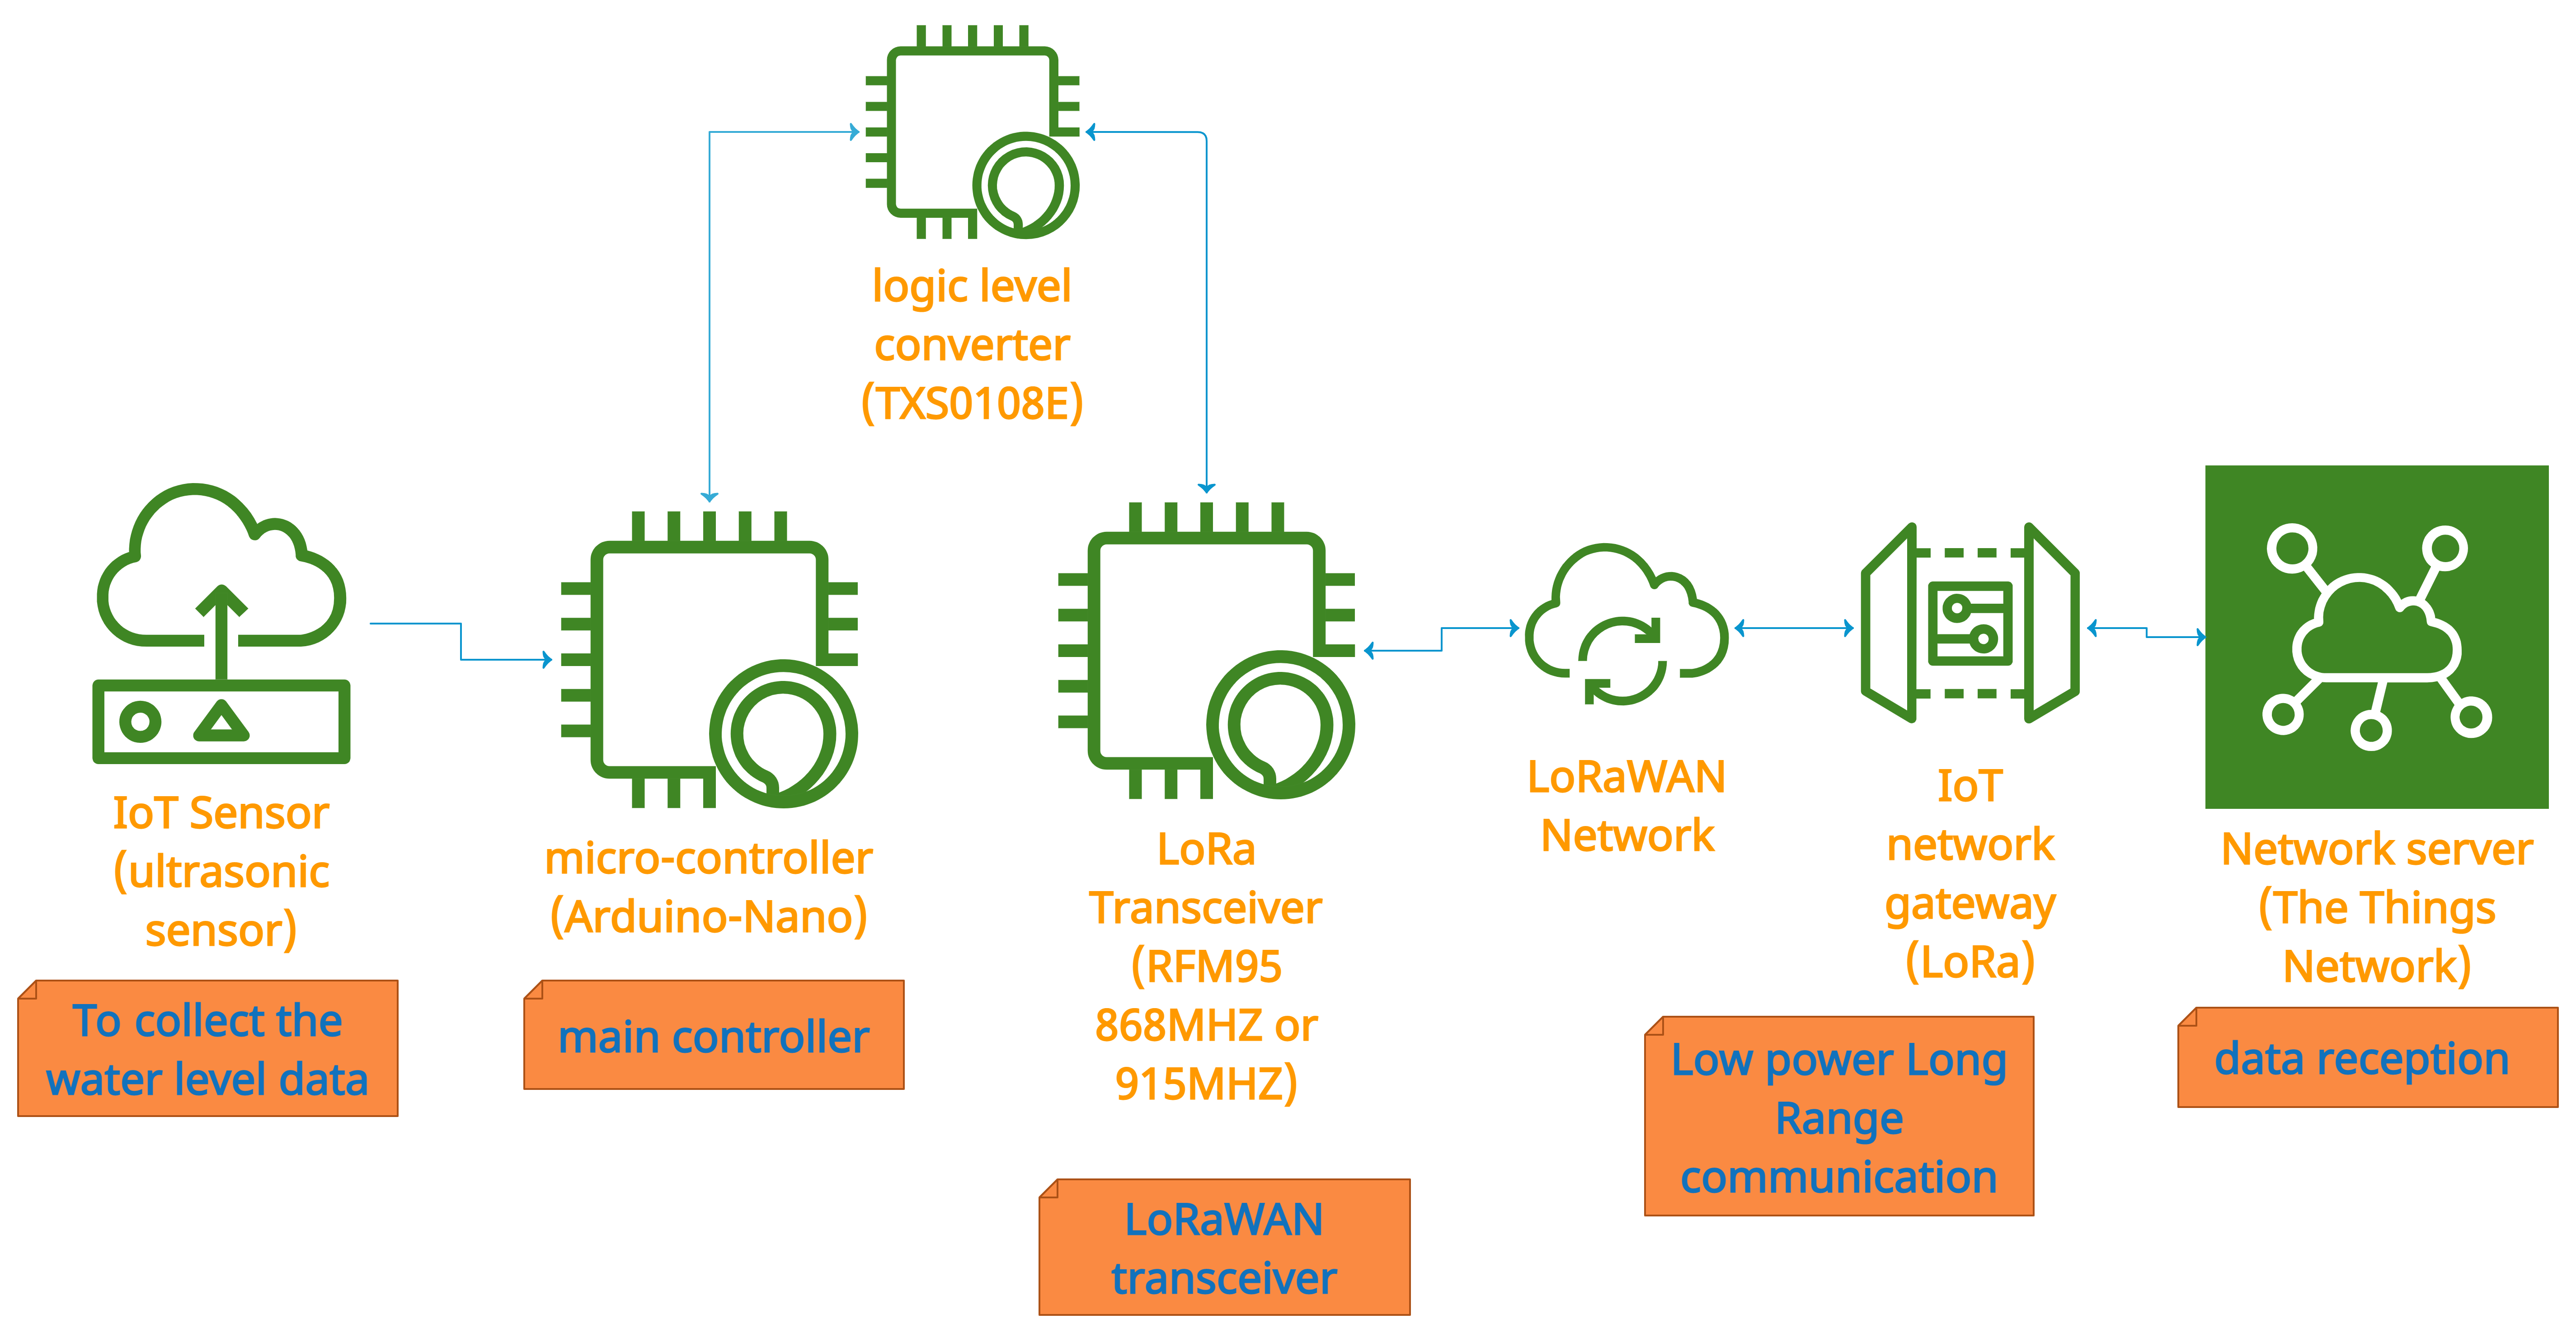 logic level
converter
(TXS0108E)
IoT Sensor
(ultrasonic
sensor)
To collect the
water level data
micro-controller
(Arduino-Nano)
main controller
LoRa
Transceiver
(RFM95
868MHZ or
915MHZ)
LoRaWAN
transceiver
LoRaWAN
Network
IoT
network
gateway
(LoRa)
Low power Long
Range
communication
Network server
(The Things
Network)
data reception